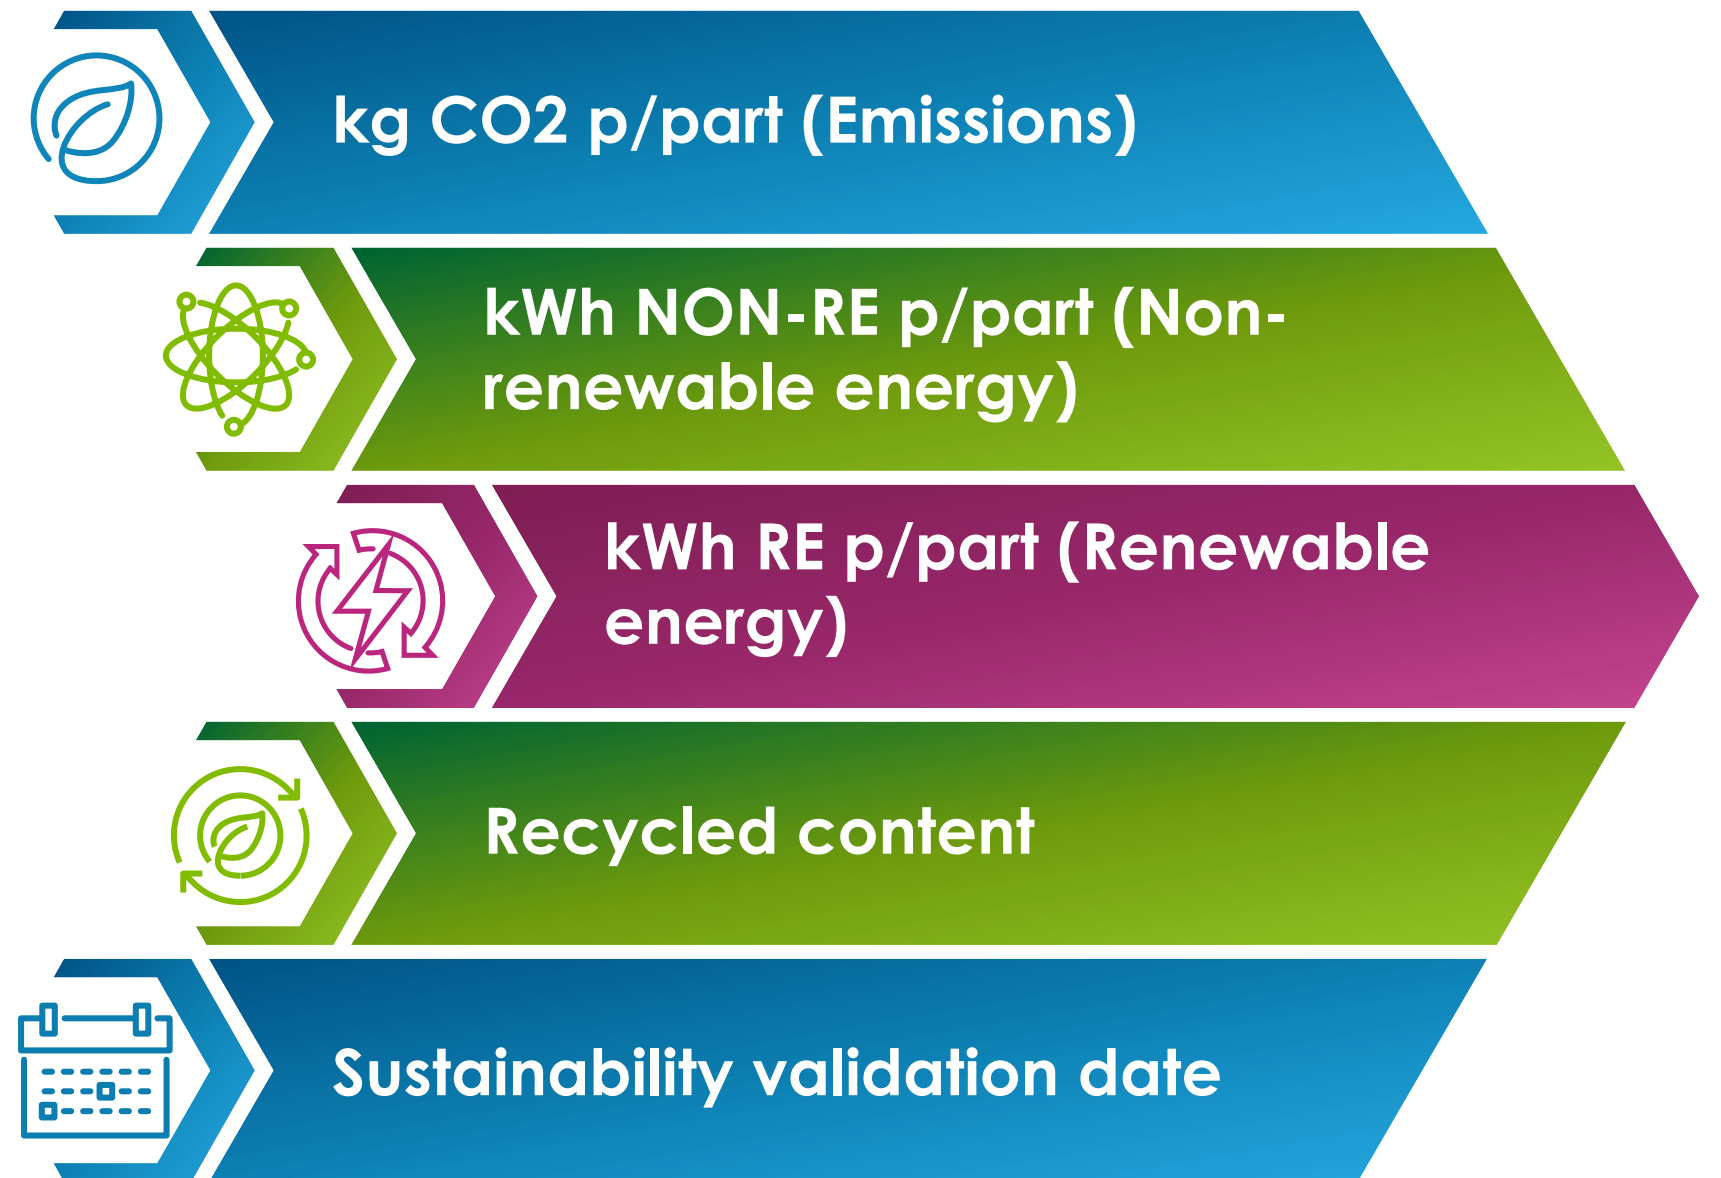 kg CO2 p/part (Emissions)
kWh NON-RE p/part (Non-
renewable energy)
kWh RE p/part (Renewable
energy)
Recycled content
Sustainability validation date